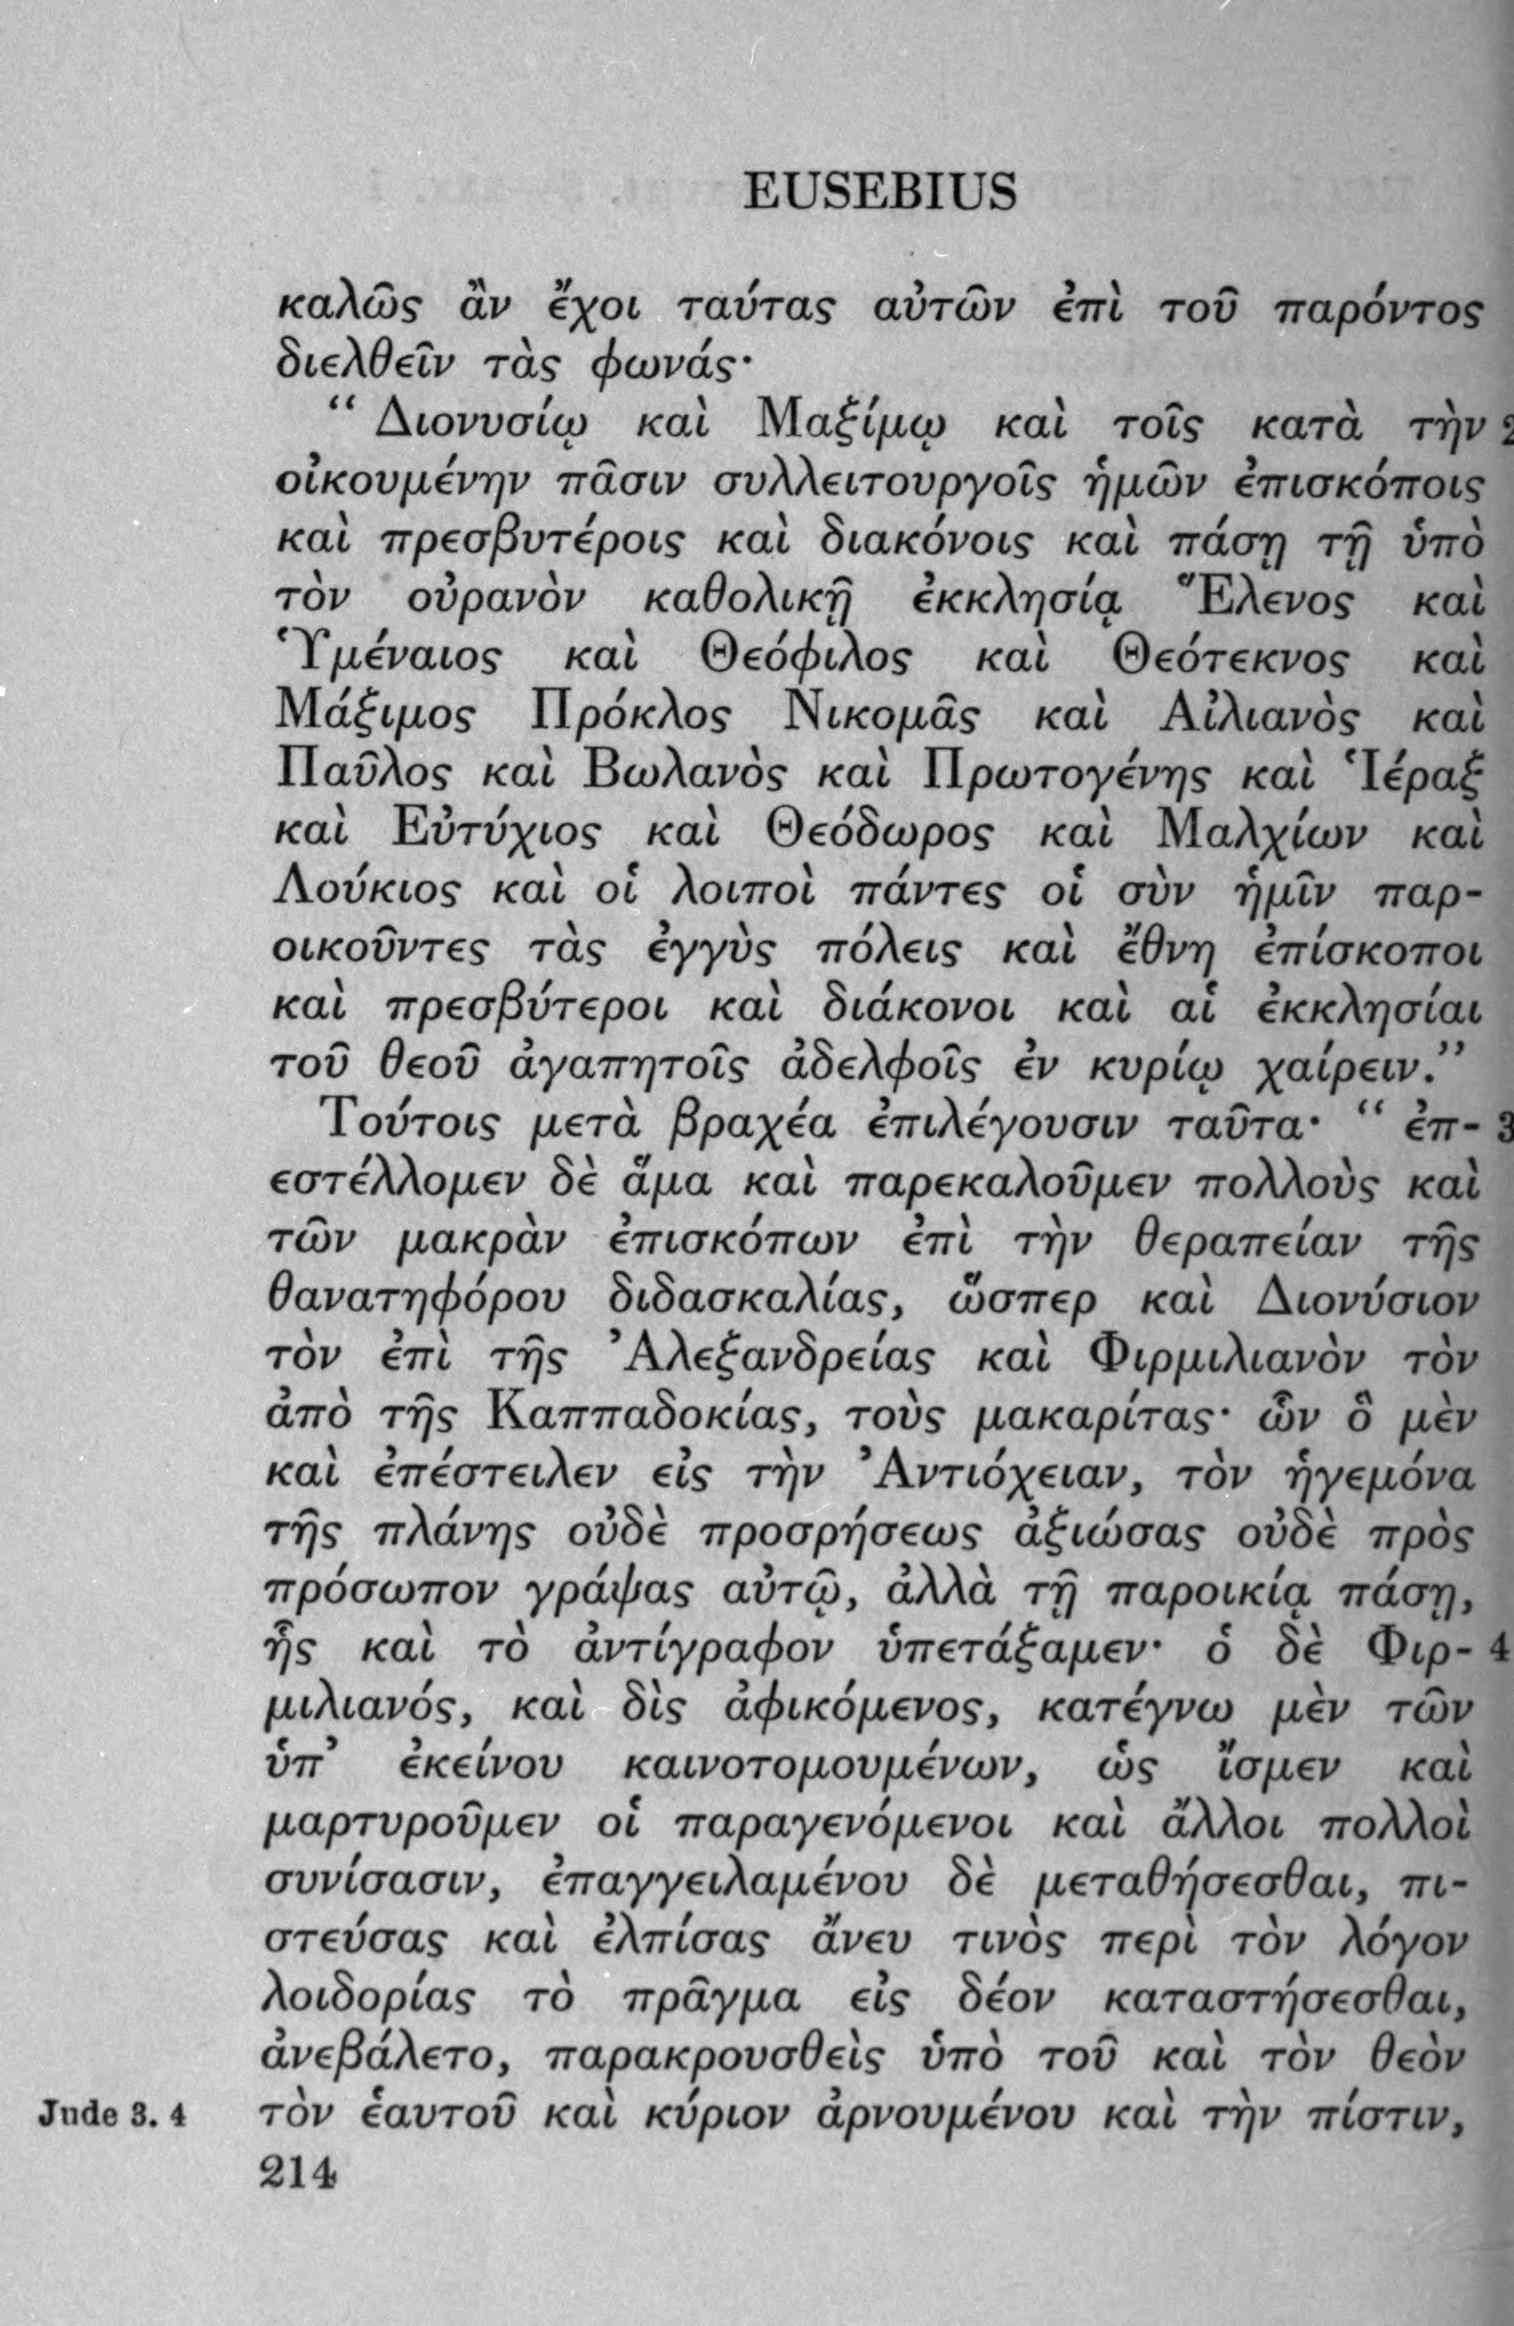 EUSEBIUS
καλῶς ἂν ἔχοι ταύτας αὐτῶν ἐπὶ τοῦ παρόντος
διελθεῖν τὰς φωνάς·
“ Διονυσίῳ καὶ Μαξίμῳ καὶ τοῖς κατὰ τὴν 2
οἰκουμένην πᾶσιν συλλειτουργοῖς ἡμῶν ἐπισκόποις
καὶ πρεσβυτέροις καὶ διακόνοις καὶ πάσῃ τῇ ὑπὸ
τὸν οὐρανὸν καθολικῇ ἐκκλησίᾳ Ἕλενος καὶ
Ὑμέναιος καὶ Θεόφιλος καὶ Θεότεκνος καὶ
Μάξιμος Πρόκλος Νικομᾶς καὶ Αἰλιανὸς καὶ
Παῦλος καὶ Βωλανὸς καὶ Πρωτογένης καὶ Ἱέραξ
καὶ Εὐτύχιος καὶ Θεόδωρος καὶ Μαλχίων καὶ
Λούκιος καὶ οἱ λοιποὶ πάντες οἱ σὺν ἡμῖν παρ-
οικοῦντες τὰς ἐγγὺς πόλεις καὶ ἔθνη ἐπίσκοποι
καὶ πρεσβύτεροι καὶ διάκονοι καὶ αἱ ἐκκλησίαι
τοῦ θεοῦ ἀγαπητοῖς ἀδελφοῖς ἐν κυρίῳ χαίρειν.”
Τούτοις μετὰ βραχέα ἐπιλέγουσιν ταῦτα· “ ἐπ- 3
εστέλλομεν δὲ ἅμα καὶ παρεκαλοῦμεν πολλοὺς καὶ
τῶν μακρὰν ἐπισκόπων ἐπὶ τὴν θεραπείαν τῆς
θανατηφόρου διδασκαλίας, ὥσπερ καὶ Διονύσιον
τὸν ἐπὶ τῆς Ἀλεξανδρείας καὶ Φιρμιλιανὸν τὸν
ἀπὸ τῆς Καππαδοκίας, τοὺς μακαρίτας· ὧν ὃ μὲν
καὶ ἐπέστειλεν εἰς τὴν Ἀντιόχειαν, τὸν ἡγεμόνα
τῆς πλάνης οὐδὲ προσρήσεως ἀξιώσας οὐδὲ πρὸς
πρόσωπον γράψας αὐτῷ, ἀλλὰ τῇ παροικίᾳ πάσῃ,
ἧς καὶ τὸ ἀντίγραφον ὑπετάξαμεν· ὁ δὲ Φιρ- 4
μιλιανός, καὶ δὶς ἀφικόμενος, κατέγνω μὲν τῶν
ὑπ’ ἐκείνου καινοτομουμένων, ὡς ἴσμεν καὶ
μαρτυροῦμεν οἱ παραγενόμενοι καὶ ἄλλοι πολλοὶ
συνίσασιν, ἐπαγγειλαμένου δὲ μεταθήσεσθαι, πι-
στεύσας καὶ ἐλπίσας ἄνευ τινὸς περὶ τὸν λόγον
λοιδορίας τὸ πρᾶγμα εἰς δέον καταστήσεσθαι,
ἀνεβάλετο, παρακρουσθεὶς ὑπὸ τοῦ καὶ τὸν θεὸν
Jude 3. 4 τὸν ἑαυτοῦ καὶ κύριον ἀρνουμένου καὶ τὴν πίστιν,
214